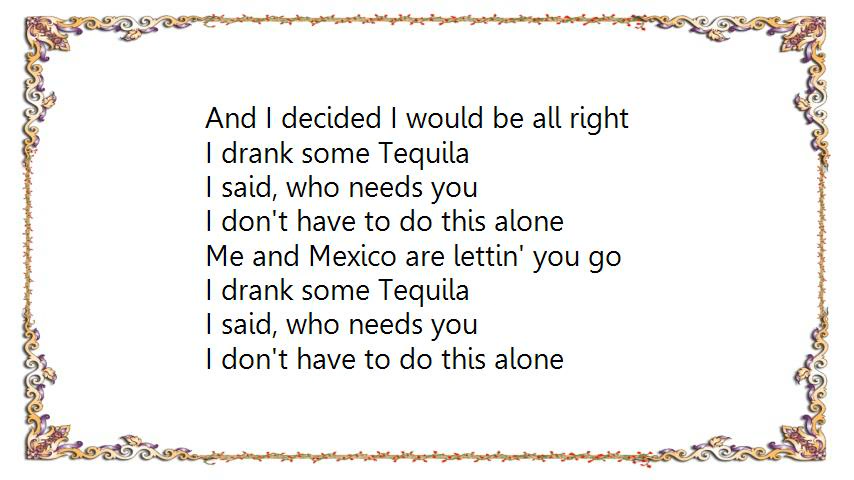 And I decided I would be all right
I drank some Tequila
I said, who needs you
I don't have to do this alone
Me and Mexico are lettin' you go
I drank some Tequila
I said, who needs you
I don't have to do this alone